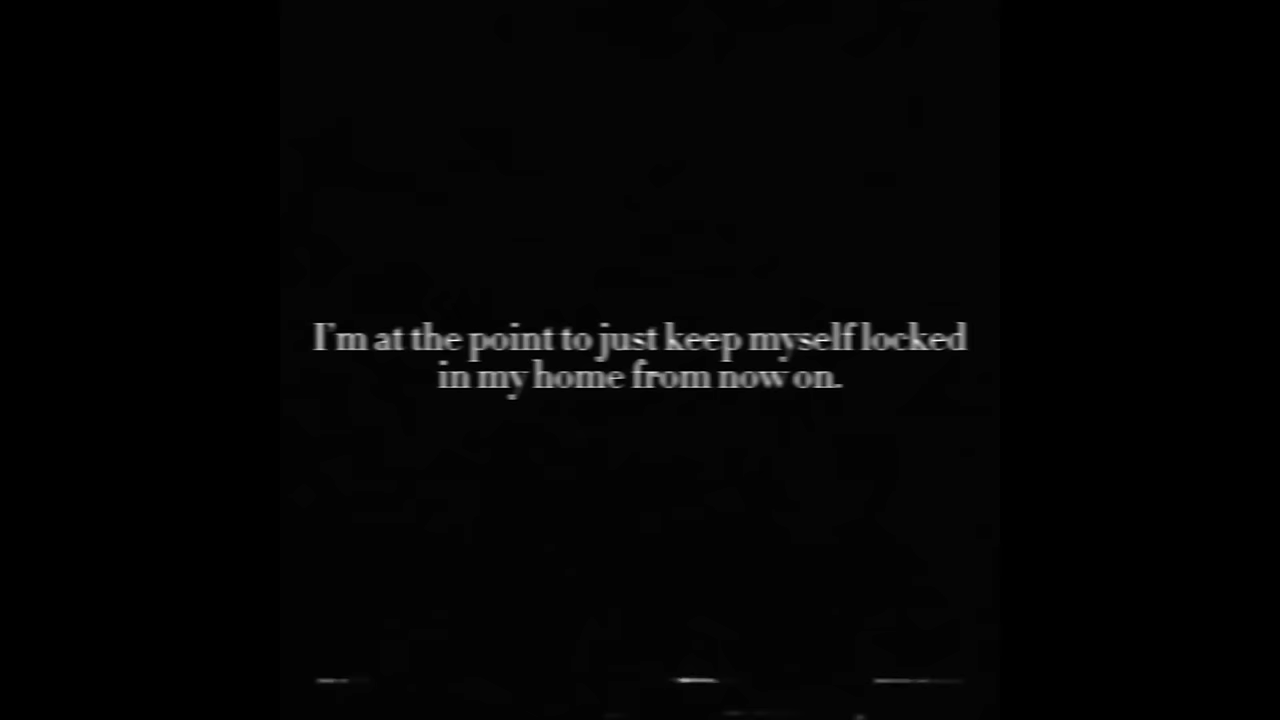 I'm at the point to just keep myself locked
in my home from now on.